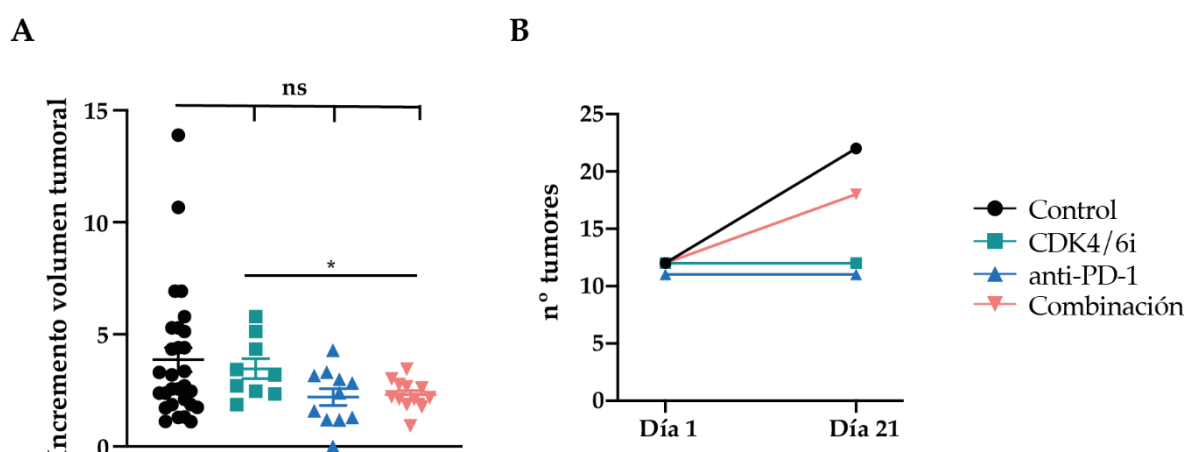 A
B
ns
Incremento volumen tumoral
15
10
5
0
*
nº tumores
25
20
15
10
5
0
Día 1
Día 21
Control
CDK4/6i
anti-PD-1
Combinación